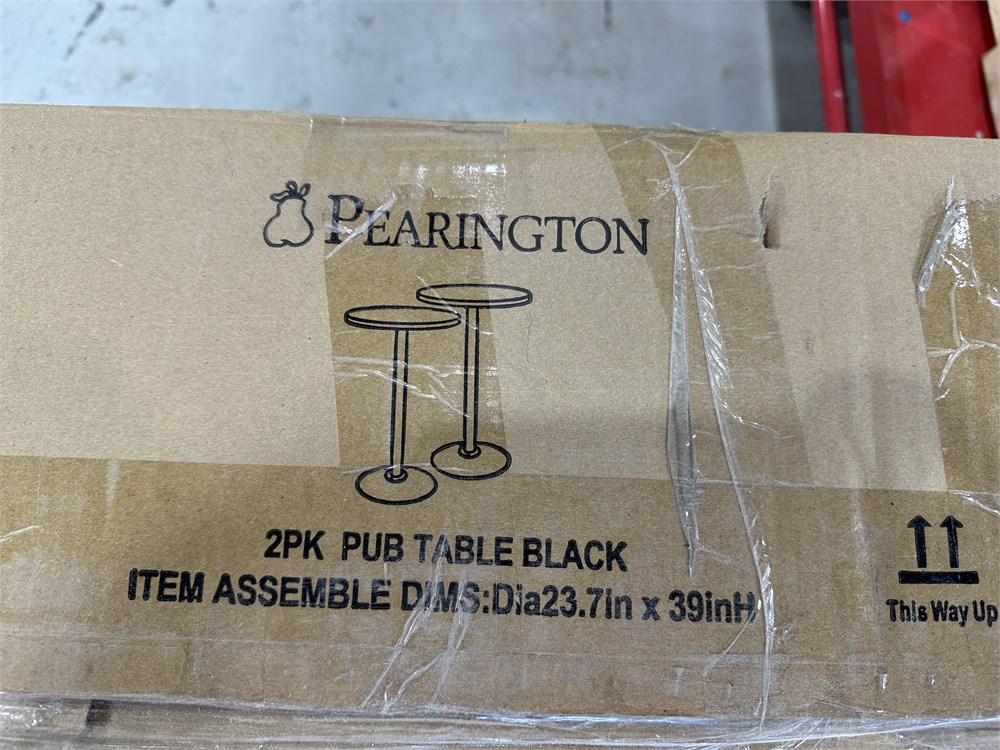 PEARINGTON
2PK PUB TABLE BLACK
ITEM ASSEMBLE DIMS:Dia23.7in x 39inH
This Way Up